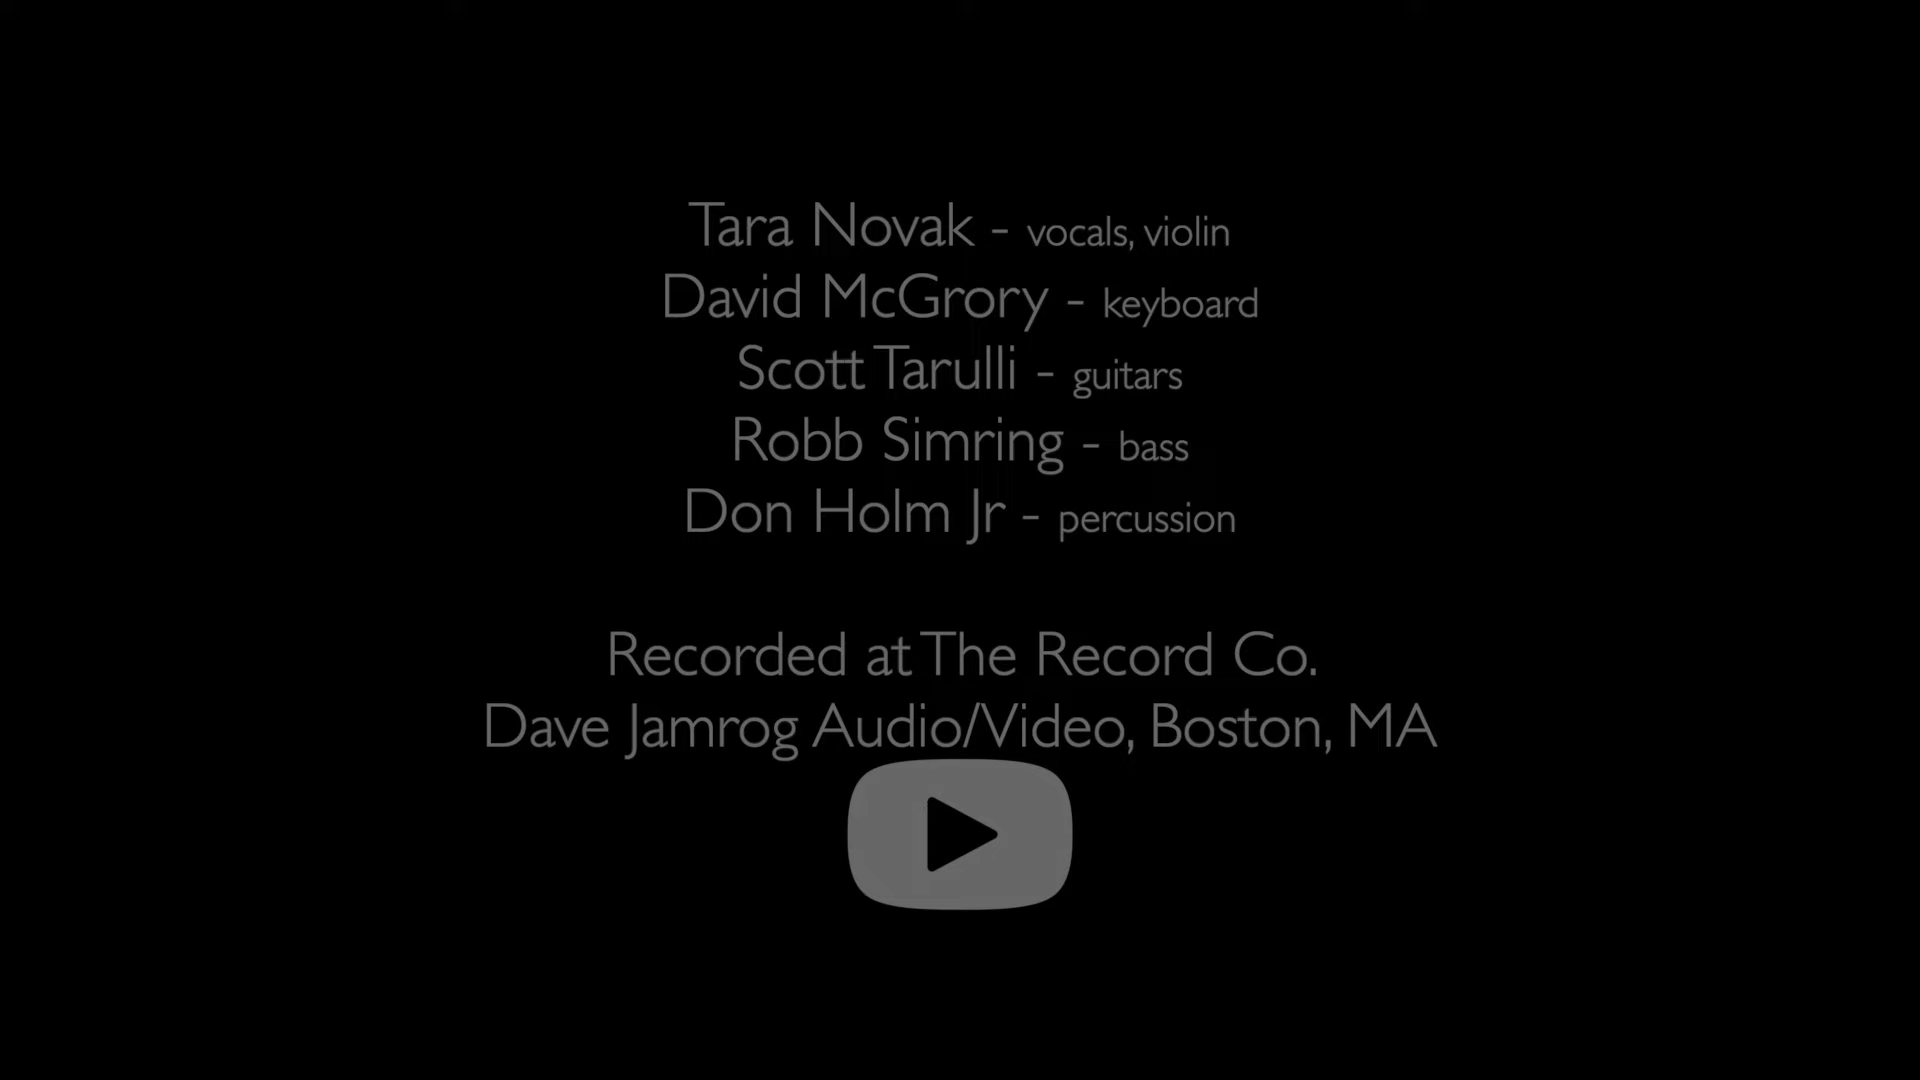 Tara Novak - vocals, violin
David McGrory - keyboard
Scott Tarulli - guitars
Robb Simring - bass
Don Holm Jr - percussion
Recorded at The Record Co.
Dave Jamrog Audio/Video, Boston, MA